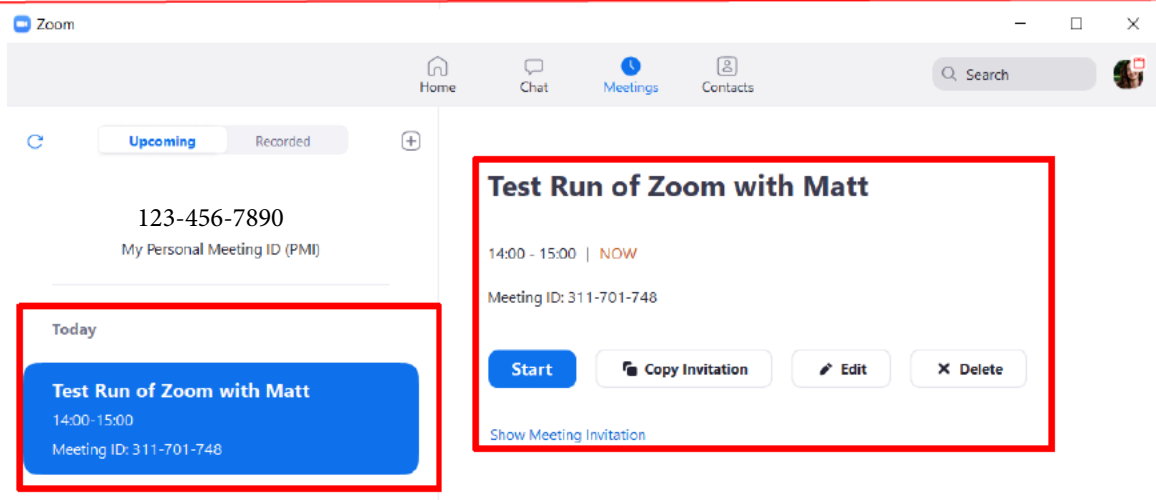 Zoom
Home Chat Meetings Contacts
Search
Upcoming Recorded
123-456-7890
My Personal Meeting ID (PMI)
Today
Test Run of Zoom with Matt
14:00-15:00
Meeting ID: 311-701-748
Test Run of Zoom with Matt
14:00 - 15:00 | NOW
Meeting ID: 311-701-748
Start Copy Invitation Edit Delete
Show Meeting Invitation